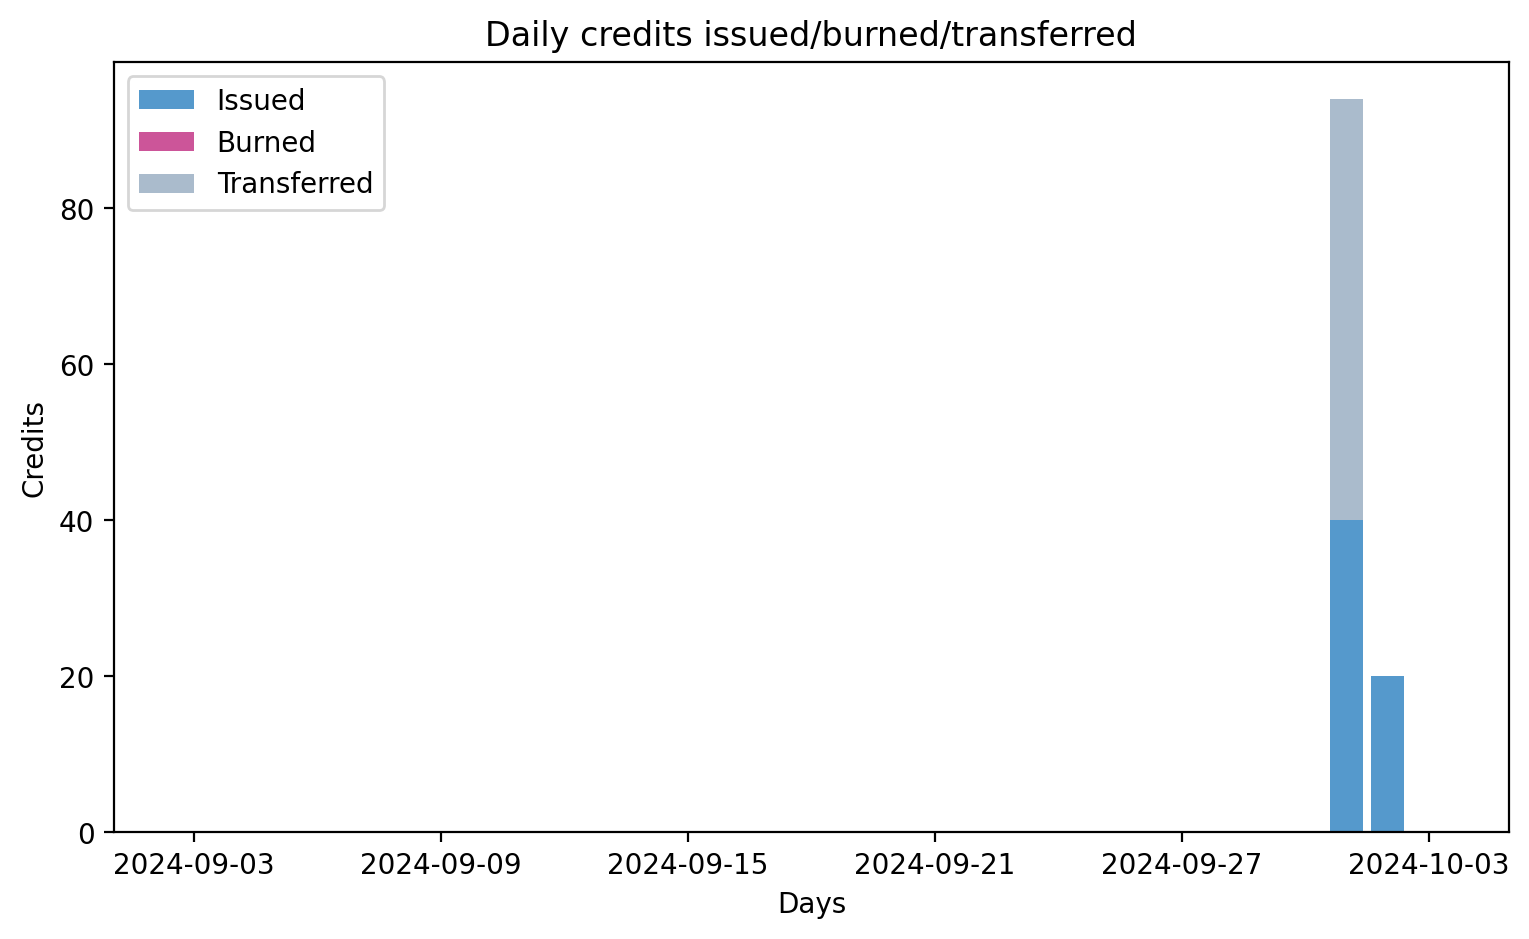 Daily credits issued/burned/transferred
Issued
Burned
Transferred
80
60
40
20
0
Credits
2024-09-03 2024-09-09 2024-09-15 2024-09-21 2024-09-27 2024-10-03
Days